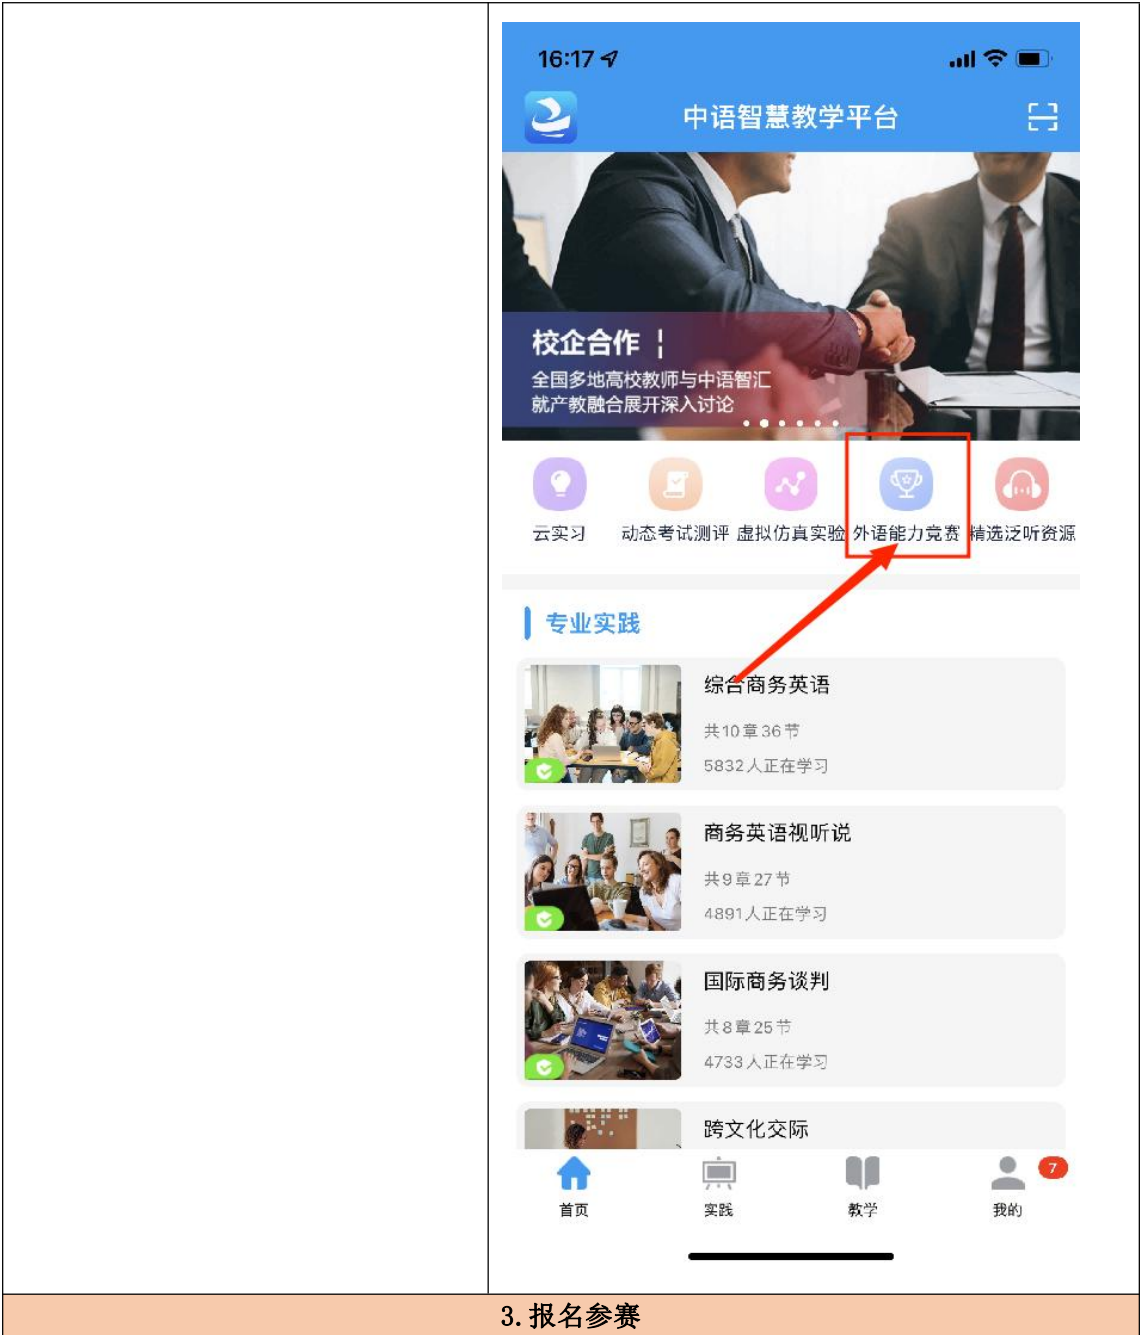 16:17
中语智慧教学平台
校企合作
全国多地高校教师与中语智汇
就产教融合展开深入讨论
云实习
动态考试测评
虚拟仿真实验
外语能力竞赛
精选泛听资源
专业实践
综合商务英语
共10章36节
5832人正在学习
商务英语视听说
共9章27节
4891人正在学习
国际商务谈判
共8章25节
4733人正在学习
跨文化交际
7
首页
实践
教学
我的
3.报名参赛